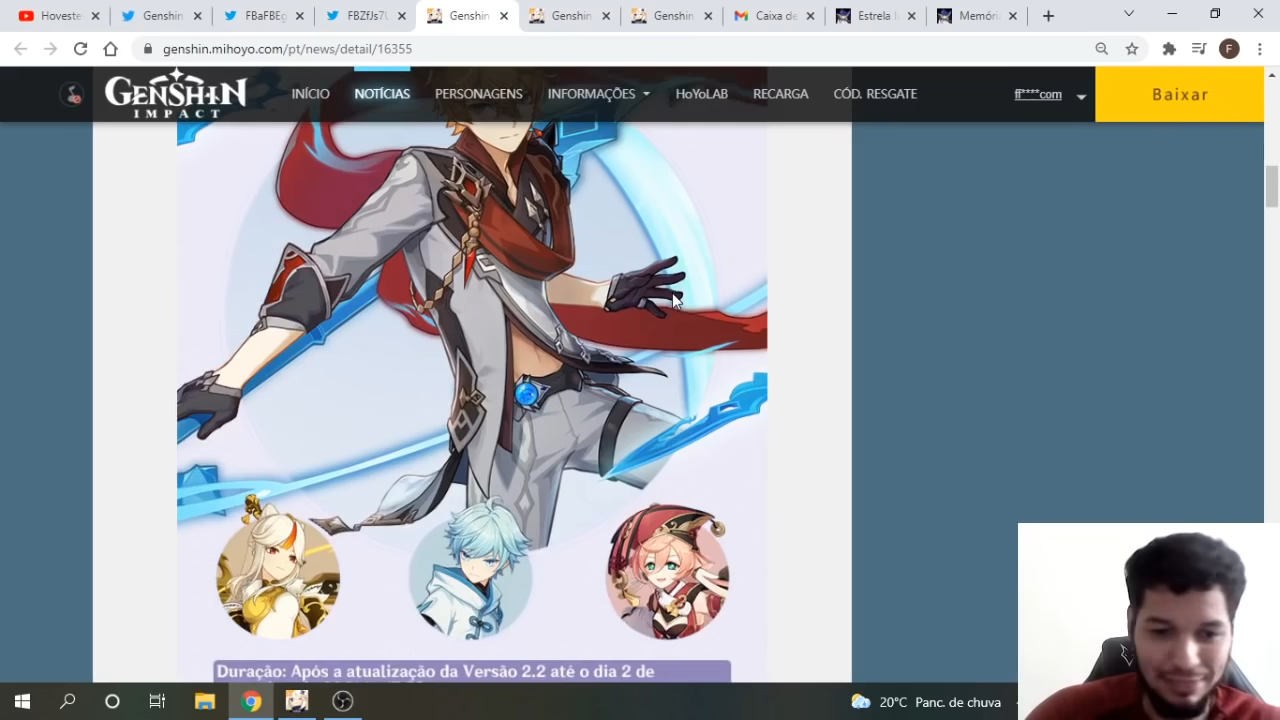 Hoveste
Genshin
FBaFBEg
FBZfJs7U
Genshin
Genshin
Genshin
Caixa de
Estrela I
Memóri
genshin.mihoyo.com/pt/news/detail/16355
F
GENSHIN
IMPACT
INÍCIO
NOTÍCIAS
PERSONAGENS
INFORMAÇÕES
HoYoLAB
RECARGA
CÓD. RESGATE
ff****com
Baixar
Duração: Após a atualização da Versão 2.2 até o dia 2 de
20°C Panc. de chuva